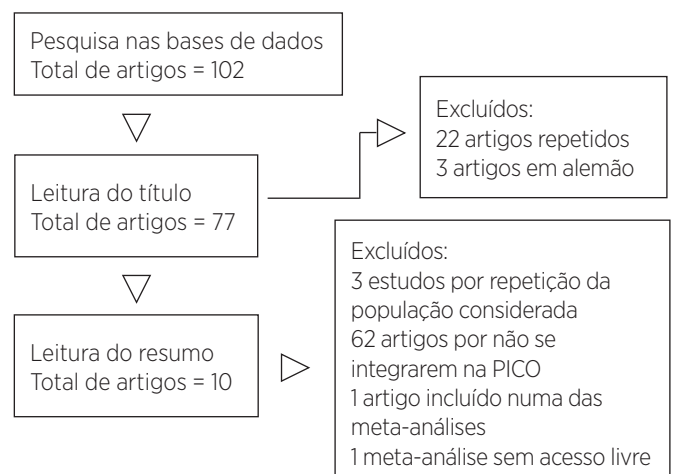 Pesquisa nas bases de dados
Total de artigos = 102
Excluídos:
22 artigos repetidos
3 artigos em alemão
Leitura do título
Total de artigos = 77
Excluídos:
3 estudos por repetição da
população considerada
62 artigos por não se
integrarem na PICO
1 artigo incluído numa das
meta-análises
1 meta-análise sem acesso livre
Leitura do resumo
Total de artigos = 10